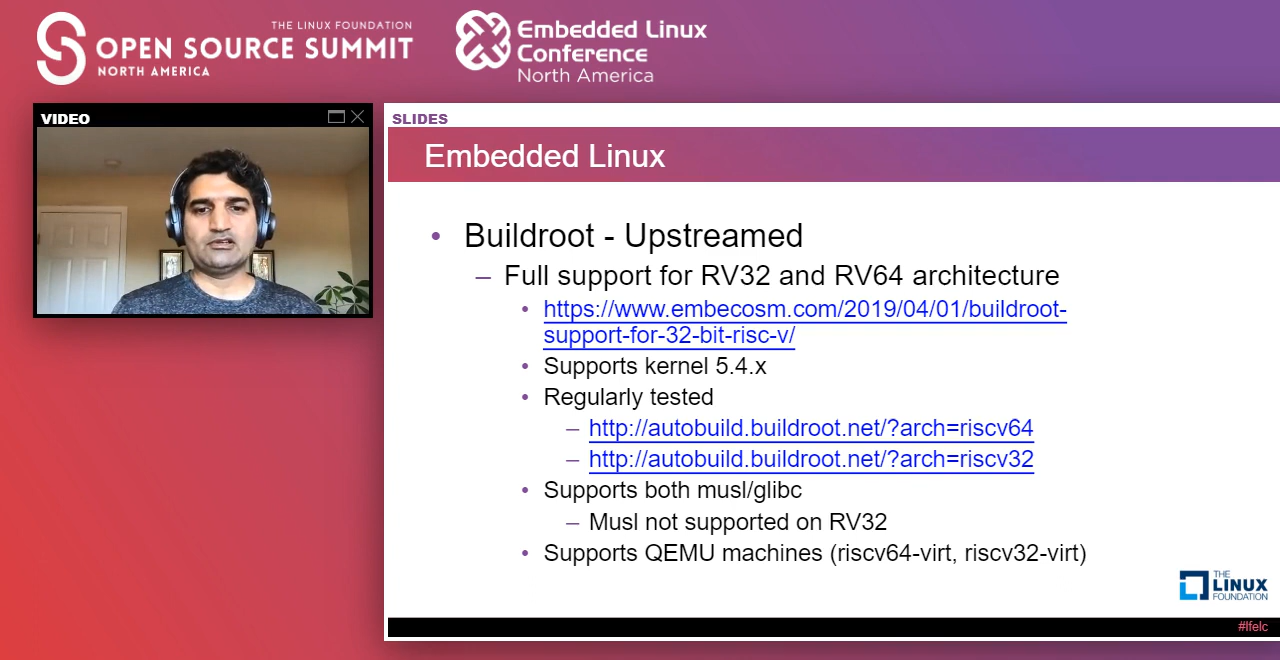 THE LINUX FOUNDATION
OPEN SOURCE SUMMIT
NORTH AMERICA
Embedded Linux
Conference
North America
VIDEO
SLIDES
Embedded Linux
• Buildroot - Upstreamed
– Full support for RV32 and RV64 architecture
• https://www.embecosm.com/2019/04/01/buildroot-
support-for-32-bit-risc-v/
• Supports kernel 5.4.x
• Regularly tested
– http://autobuild.buildroot.net/?arch=riscv64
– http://autobuild.buildroot.net/?arch=riscv32
• Supports both musl/glibc
– Musl not supported on RV32
• Supports QEMU machines (riscv64-virt, riscv32-virt)
THE
LINUX
FOUNDATION
#lfelc